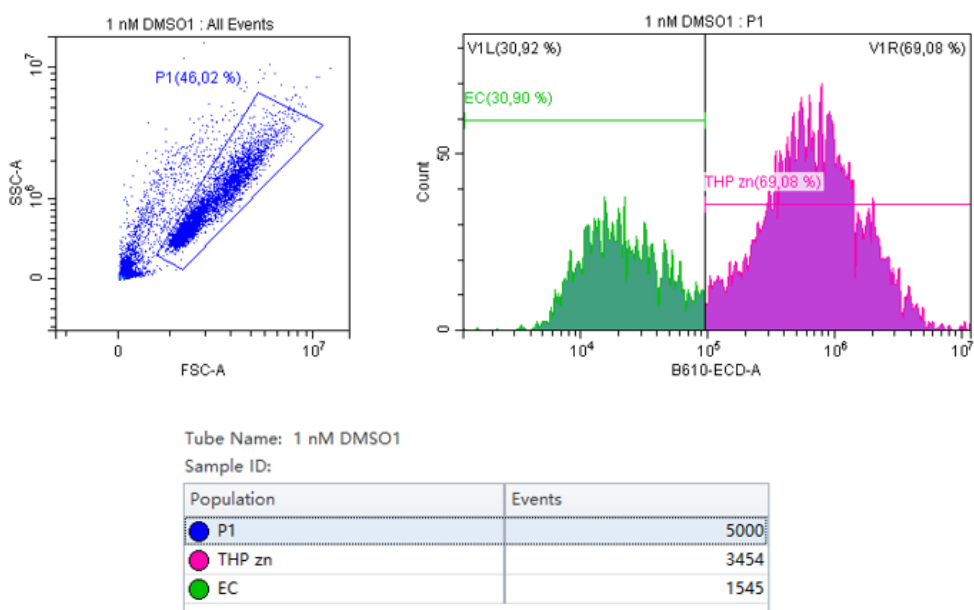 1 nM DMSO1 : All Events
P1(46,02 %)
10⁷
10⁶
0
SSC-A
0
10⁷
FSC-A
1 nM DMSO1 : P1
V1L(30,92 %)
V1R(69,08 %)
EC(30,90 %)
THP zn(69,08 %)
50
0
Count
10⁴
10⁵
10⁶
10⁷
B610-ECD-A
Tube Name: 1 nM DMSO1
Sample ID:
Population Events
P1 5000
THP zn 3454
EC 1545